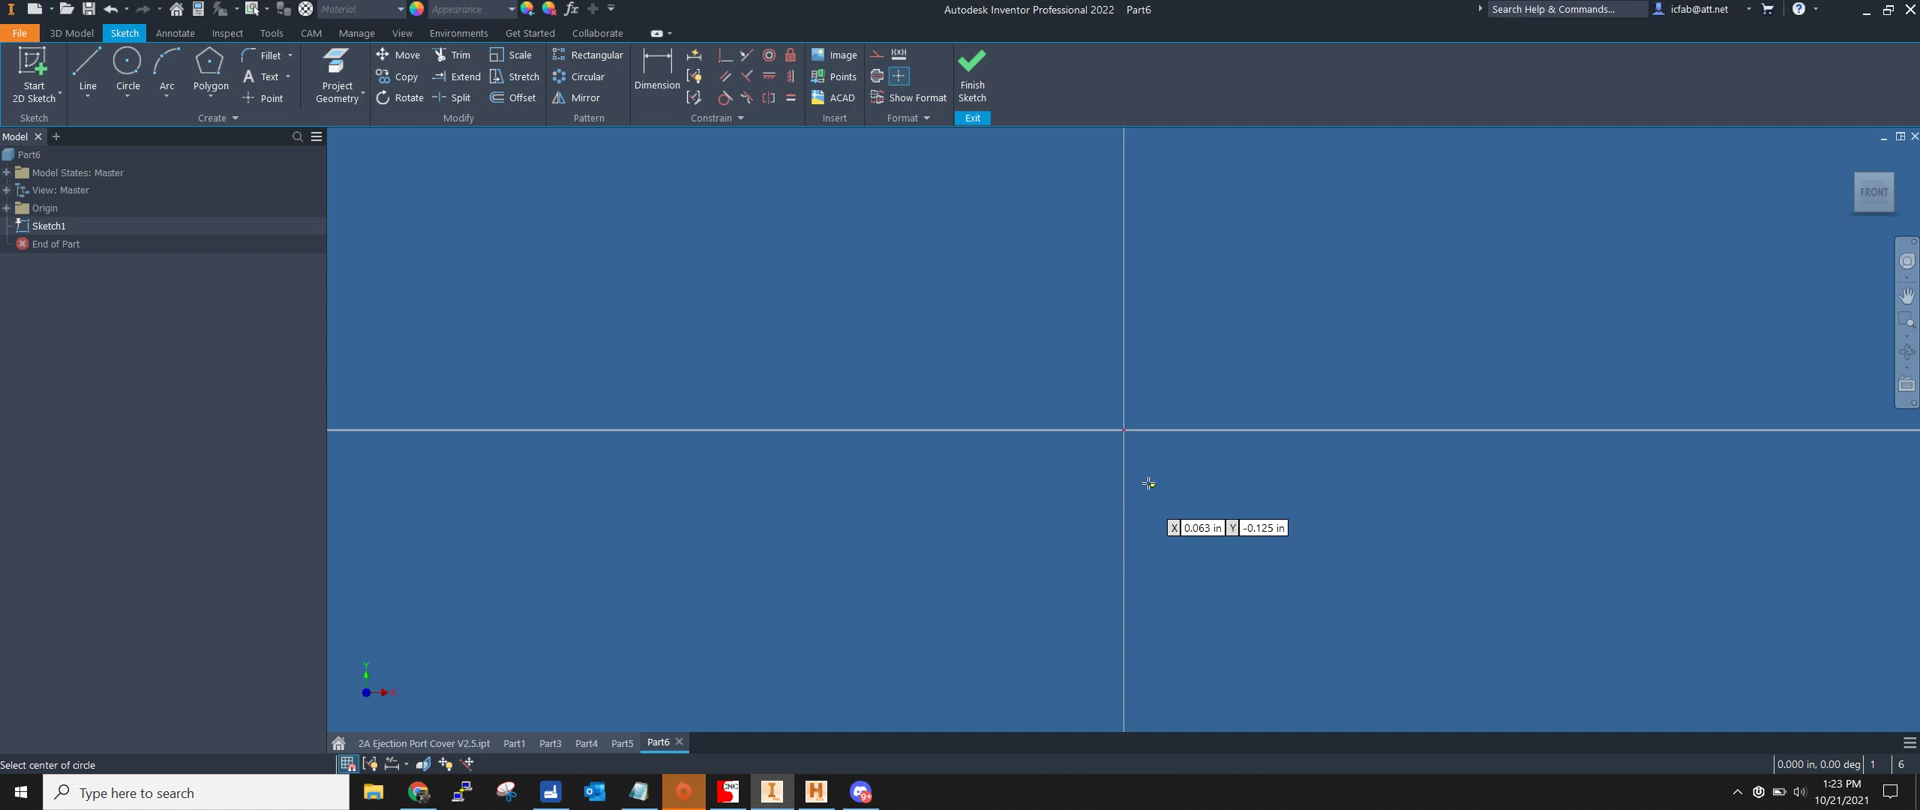 Material
Appearance
fx
Autodesk Inventor Professional 2022 Part6
Search Help & Commands...
icfab@att.net
File
3D Model
Sketch
Annotate
Inspect
Tools
CAM
Manage
View
Environments
Get Started
Collaborate
Start
2D Sketch
Line
Circle
Arc
Polygon
Fillet
Text
Point
Project
Geometry
Move
Copy
Rotate
Trim
Extend
Split
Scale
Stretch
Offset
Rectangular
Circular
Mirror
Dimension
Image
Points
ACAD
Show Format
Finish
Sketch
Sketch
Create
Modify
Pattern
Constrain
Insert
Format
Exit
Model
Part6
Model States: Master
View: Master
Origin
Sketch1
End of Part
FRONT
X 0.063 in Y -0.125 in
Y
X
2A Ejection Port Cover V2.5.ipt
Part1
Part3
Part4
Part5
Part6
Select center of circle
0.000 in, 0.00 deg 1 6
Type here to search
CNC
I
H
9+
1:23 PM
10/21/2021